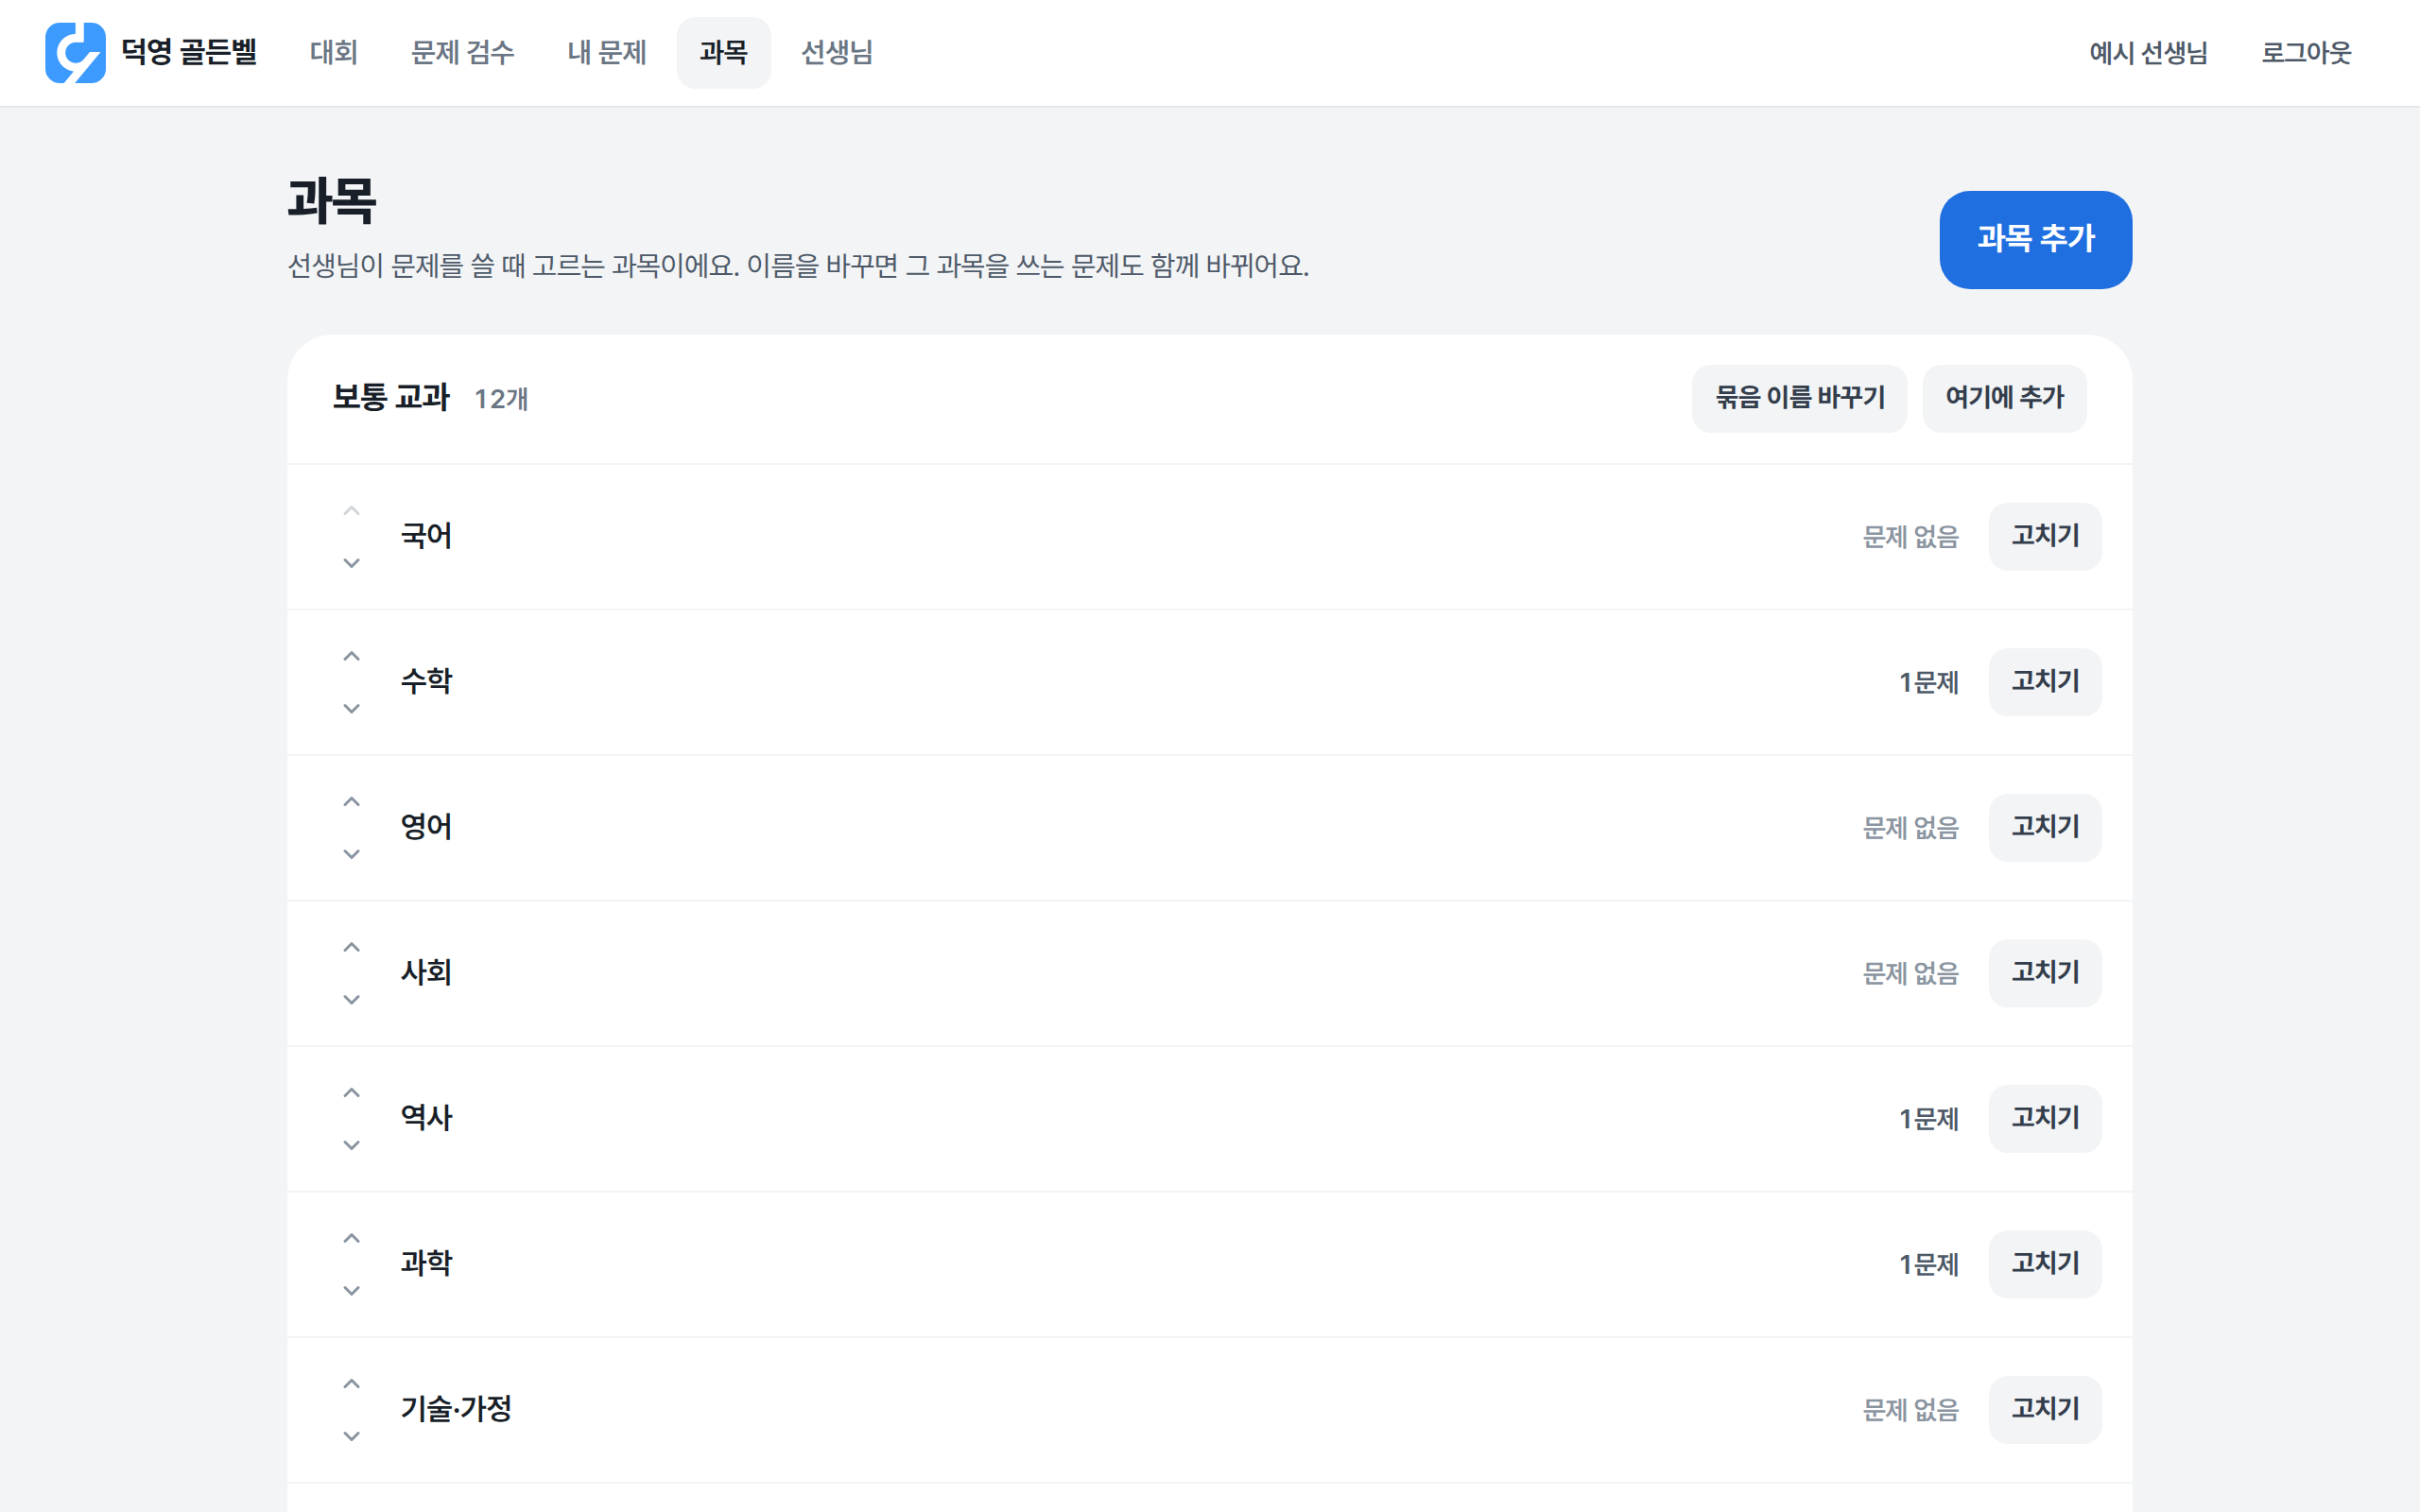 덕영 골든벨 대회 문제 검수 내 문제 과목 선생님 예시 선생님 로그아웃
과목
선생님이 문제를 쓸 때 고르는 과목이에요. 이름을 바꾸면 그 과목을 쓰는 문제도 함께 바뀌어요.
과목 추가
보통 교과 12개 묶음 이름 바꾸기 여기에 추가
국어 문제 없음 고치기
수학 1문제 고치기
영어 문제 없음 고치기
사회 문제 없음 고치기
역사 1문제 고치기
과학 1문제 고치기
기술·가정 문제 없음 고치기